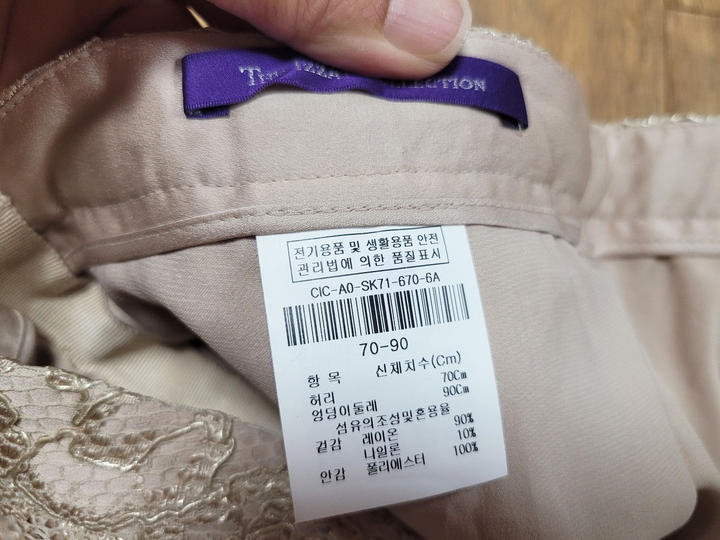 COLLECTION
전기용품 및 생활용품 안전
관리법에 의한 품질표시
CIC-A0-SK71-670-6A
70-90
항 목 신체치수(Cm)
허리 70Cm
엉덩이둘레 90Cm
섬유의조성및혼용율
겉감 레이온 90%
나일론 10%
안감 폴리에스터 100%